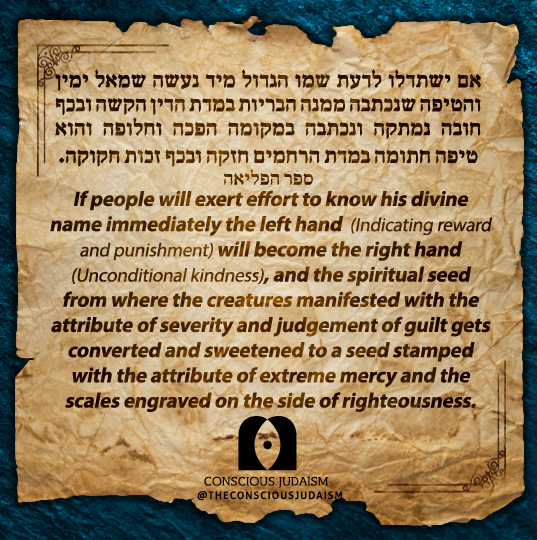 אם ישתדלו לדעת שמו הגדול מיד נעשה שמאל ימין
והטיפה שנכתבה ממנה הבריות במדת הדין הקשה ובכף
חובה נמתקה ונכתבה במקומה הפכה וחלופה והוא
טיפה חתומה במדת הרחמים חזקה ובכף זכות חקוקה.
ספר הפליאה
If people will exert effort to know his divine
name immediately the left hand (Indicating reward
and punishment) will become the right hand
(Unconditional kindness), and the spiritual seed
from where the creatures manifested with the
attribute of severity and judgement of guilt gets
converted and sweetened to a seed stamped
with the attribute of extreme mercy and the
scales engraved on the side of righteousness.
CONSCIOUS JUDAISM
@THECONSCIOUSJUDAISM